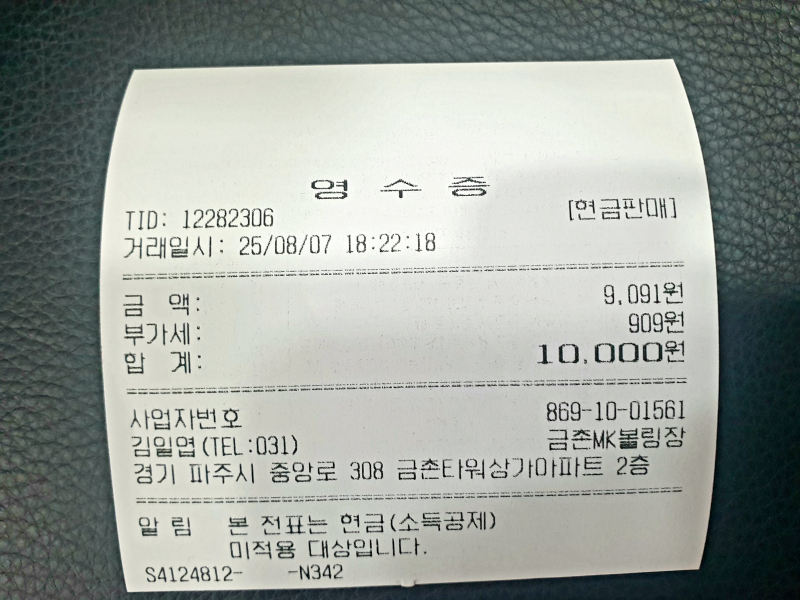 영 수 증
TID: 12282306 [현금판매]
거래일시: 25/08/07 18:22:18
금 액: 9,091원
부가세: 909원
합 계: 10,000원
사업자번호 869-10-01561
김일엽(TEL:031) 금촌MK볼링장
경기 파주시 중앙로 308 금촌타워상가아파트 2층
알 림 본 전표는 현금(소득공제)
미적용 대상입니다.
S4124812- -N342